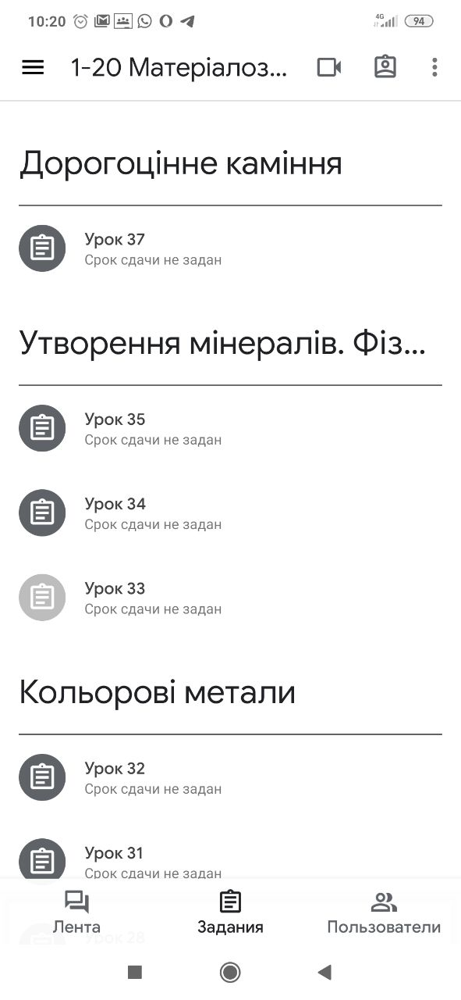 10:20
4G
94
1-20 Матеріалоз...
Дорогоцінне каміння
Урок 37
Срок сдачи не задан
Утворення мінералів. Фіз...
Урок 35
Срок сдачи не задан
Урок 34
Срок сдачи не задан
Урок 33
Срок сдачи не задан
Кольорові метали
Урок 32
Срок сдачи не задан
Урок 31
Срок сдачи не задан
Урок 28
Лента
Задания
Пользователи